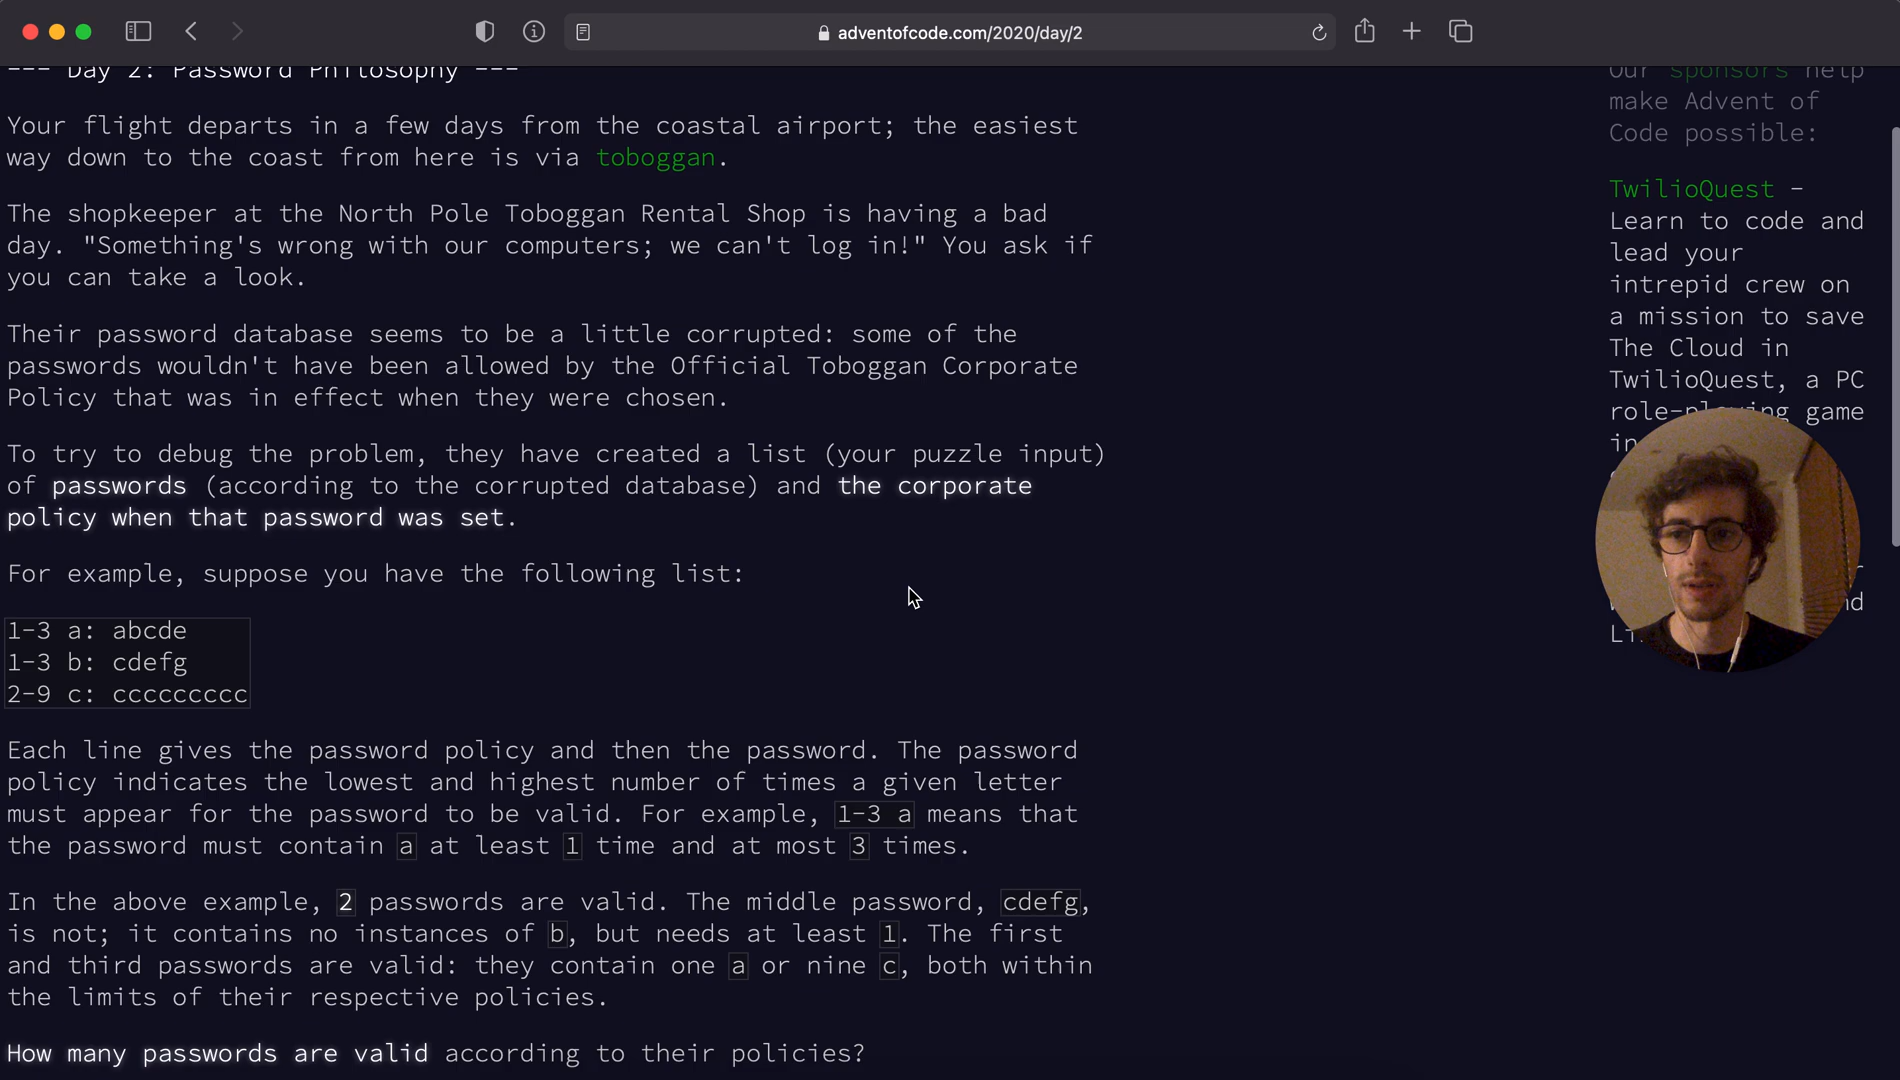 adventofcode.com/2020/day/2
--- Day 2: Password Philosophy ---
Your flight departs in a few days from the coastal airport; the easiest
way down to the coast from here is via toboggan.
The shopkeeper at the North Pole Toboggan Rental Shop is having a bad
day. "Something's wrong with our computers; we can't log in!" You ask if
you can take a look.
Their password database seems to be a little corrupted: some of the
passwords wouldn't have been allowed by the Official Toboggan Corporate
Policy that was in effect when they were chosen.
To try to debug the problem, they have created a list (your puzzle input)
of passwords (according to the corrupted database) and the corporate
policy when that password was set.
For example, suppose you have the following list:
1-3 a: abcde
1-3 b: cdefg
2-9 c: ccccccccc
Each line gives the password policy and then the password. The password
policy indicates the lowest and highest number of times a given letter
must appear for the password to be valid. For example, 1-3 a means that
the password must contain a at least 1 time and at most 3 times.
In the above example, 2 passwords are valid. The middle password, cdefg,
is not; it contains no instances of b, but needs at least 1. The first
and third passwords are valid: they contain one a or nine c, both within
the limits of their respective policies.
How many passwords are valid according to their policies?
Our sponsors help
make Advent of
Code possible:
TwilioQuest -
Learn to code and
lead your
intrepid crew on
a mission to save
The Cloud in
TwilioQuest, a PC
role-playing game